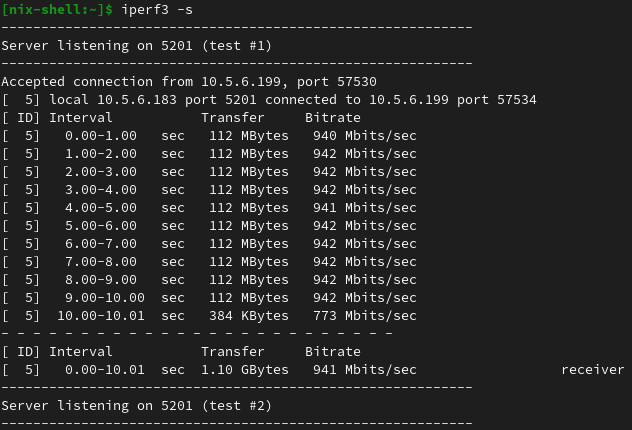 [nix-shell:~]$ iperf3 -s
-----------------------------------------------------------
Server listening on 5201 (test #1)
-----------------------------------------------------------
Accepted connection from 10.5.6.199, port 57530
[  5] local 10.5.6.183 port 5201 connected to 10.5.6.199 port 57534
[ ID] Interval           Transfer     Bitrate
[  5]   0.00-1.00   sec   112 MBytes   940 Mbits/sec
[  5]   1.00-2.00   sec   112 MBytes   942 Mbits/sec
[  5]   2.00-3.00   sec   112 MBytes   942 Mbits/sec
[  5]   3.00-4.00   sec   112 MBytes   942 Mbits/sec
[  5]   4.00-5.00   sec   112 MBytes   941 Mbits/sec
[  5]   5.00-6.00   sec   112 MBytes   942 Mbits/sec
[  5]   6.00-7.00   sec   112 MBytes   942 Mbits/sec
[  5]   7.00-8.00   sec   112 MBytes   942 Mbits/sec
[  5]   8.00-9.00   sec   112 MBytes   942 Mbits/sec
[  5]   9.00-10.00  sec   112 MBytes   942 Mbits/sec
[  5]  10.00-10.01  sec   384 KBytes   773 Mbits/sec
- - - - - - - - - - - - - - - - - - - - - - - - -
[ ID] Interval           Transfer     Bitrate
[  5]   0.00-10.01  sec  1.10 GBytes   941 Mbits/sec                  receiver
-----------------------------------------------------------
Server listening on 5201 (test #2)
-----------------------------------------------------------